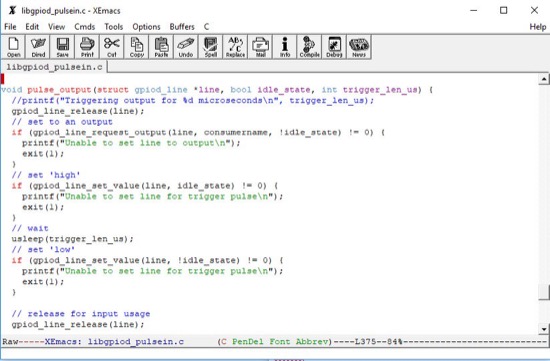 libgpiod_pulsein.c - XEmacs
File Edit View Cmds Tools Options Buffers C Help
Open Dired Save Print Cut Copy Paste Undo Spell Replace Mail Info Compile Debug News
libgpiod_pulsein.c
void pulse_output(struct gpiod_line *line, bool idle_state, int trigger_len_us) {
//printf("Triggering output for %d microseconds\n", trigger_len_us);
gpiod_line_release(line);
// set to an output
if (gpiod_line_request_output(line, consumername, !idle_state) != 0) {
printf("Unable to set line to output\n");
exit(1);
}
// set 'high'
if (gpiod_line_set_value(line, idle_state) != 0) {
printf("Unable to set line for trigger pulse\n");
exit(1);
}
// wait
usleep(trigger_len_us);
// set 'low'
if (gpiod_line_set_value(line, !idle_state) != 0) {
printf("Unable to set line for trigger pulse\n");
exit(1);
}
// release for input usage
gpiod_line_release(line);
Raw-----XEmacs: libgpiod_pulsein.c (C PenDel Font Abbrev)----L375--84%--------------------------